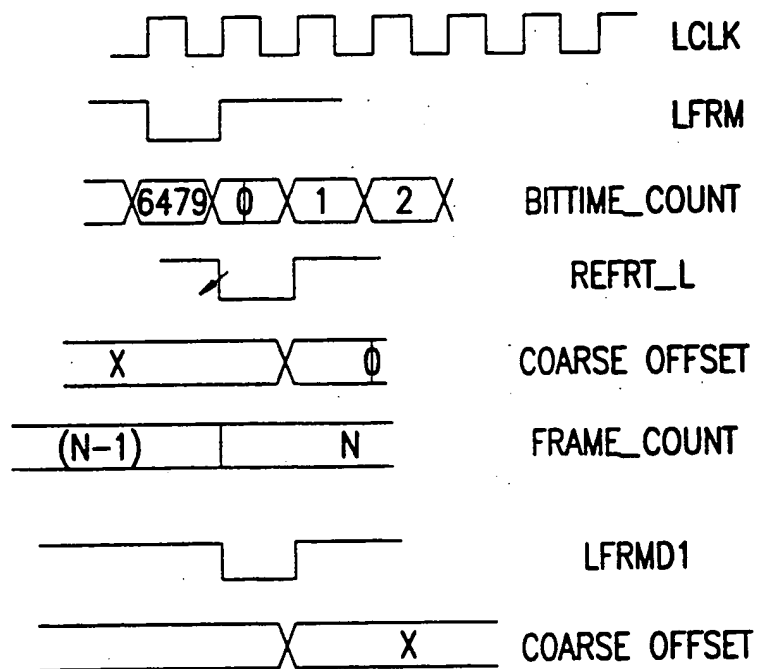 LCLK
LFRM
6479 0 1 2 BITTIME_COUNT
REFRT_L
X 0 COARSE OFFSET
(N-1) N FRAME_COUNT
LFRMD1
X COARSE OFFSET